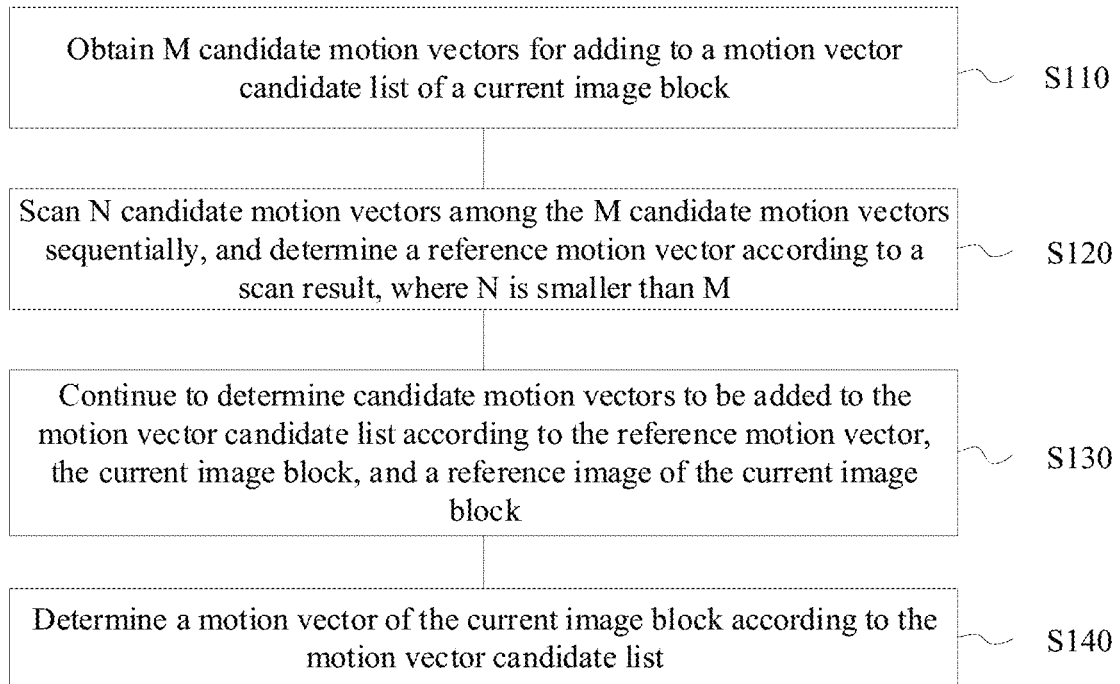 Obtain M candidate motion vectors for adding to a motion vector
candidate list of a current image block
S110
Scan N candidate motion vectors among the M candidate motion vectors
sequentially, and determine a reference motion vector according to a
scan result, where N is smaller than M
S120
Continue to determine candidate motion vectors to be added to the
motion vector candidate list according to the reference motion vector,
the current image block, and a reference image of the current image
block
S130
Determine a motion vector of the current image block according to the
motion vector candidate list
S140